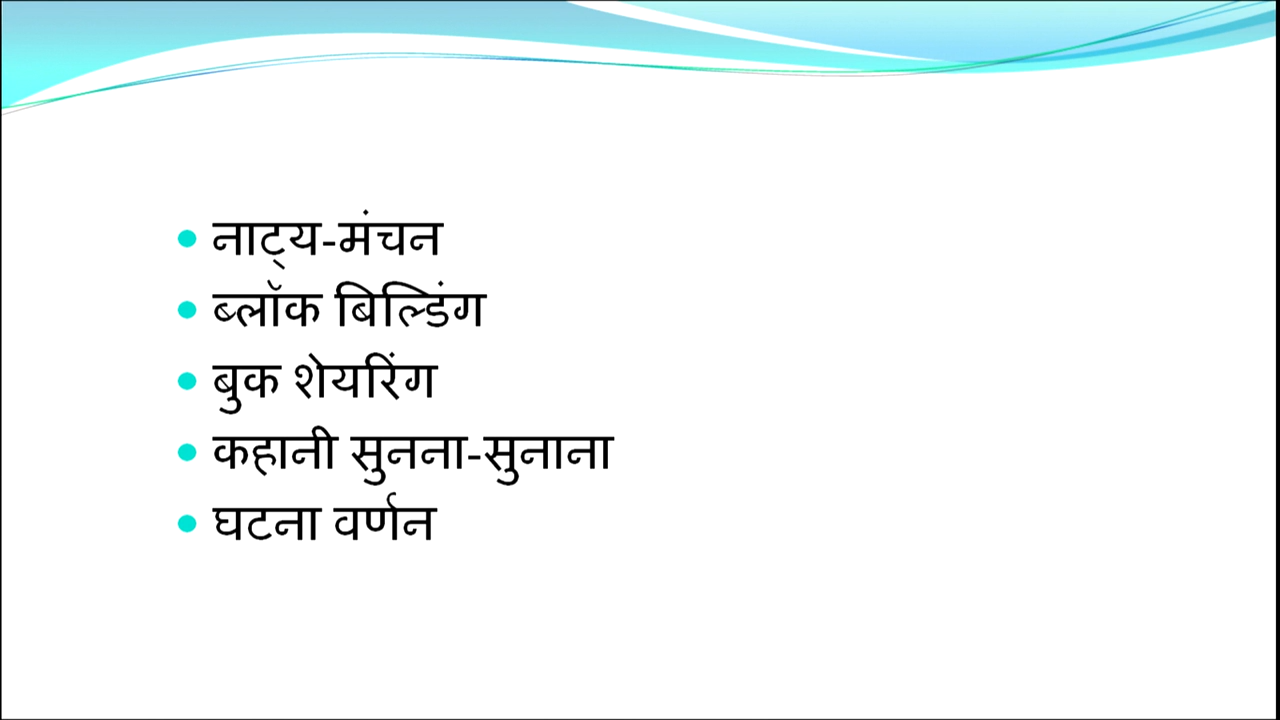 नाट्य-मंचन
ब्लॉक बिल्डिंग
बुक शेयरिंग
कहानी सुनना-सुनाना
घटना वर्णन